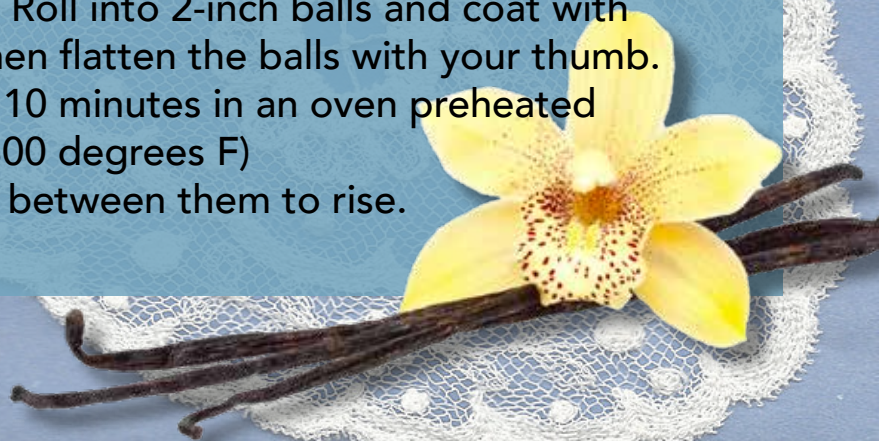 Roll into 2-inch balls and coat with
flatten the balls with your thumb.
10 minutes in an oven preheated
degrees F)
between them to rise.